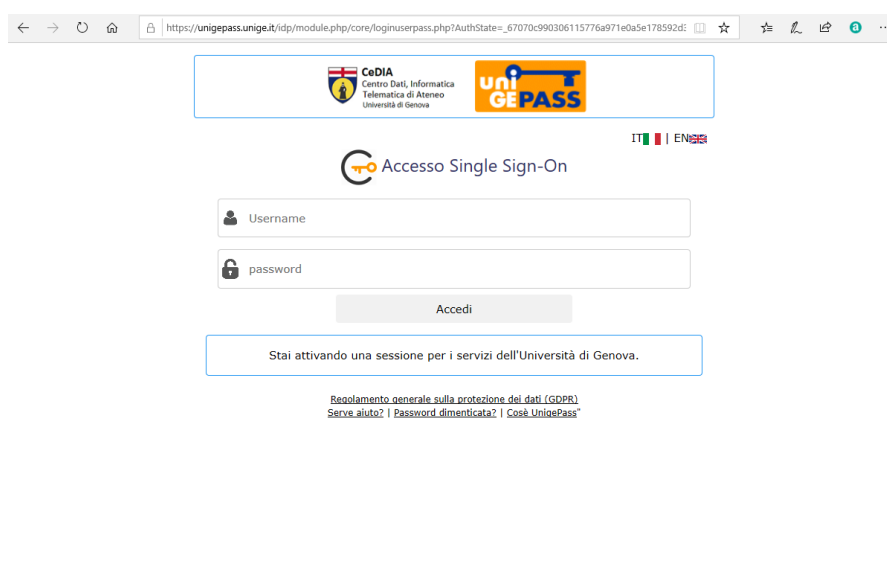 https://unigepass.unige.it/idp/module.php/core/loginuserpass.php?AuthState=_67070c990306115776a971e0a5e178592d3
a
CeDIA
Centro Dati, Informatica
Telematica di Ateneo
Università di Genova
uni
GEPASS
IT | EN
Accesso Single Sign-On
Username
password
Accedi
Stai attivando una sessione per i servizi dell'Università di Genova.
Regolamento generale sulla protezione dei dati (GDPR)
Serve aiuto? | Password dimenticata? | Cosè UnigePass"